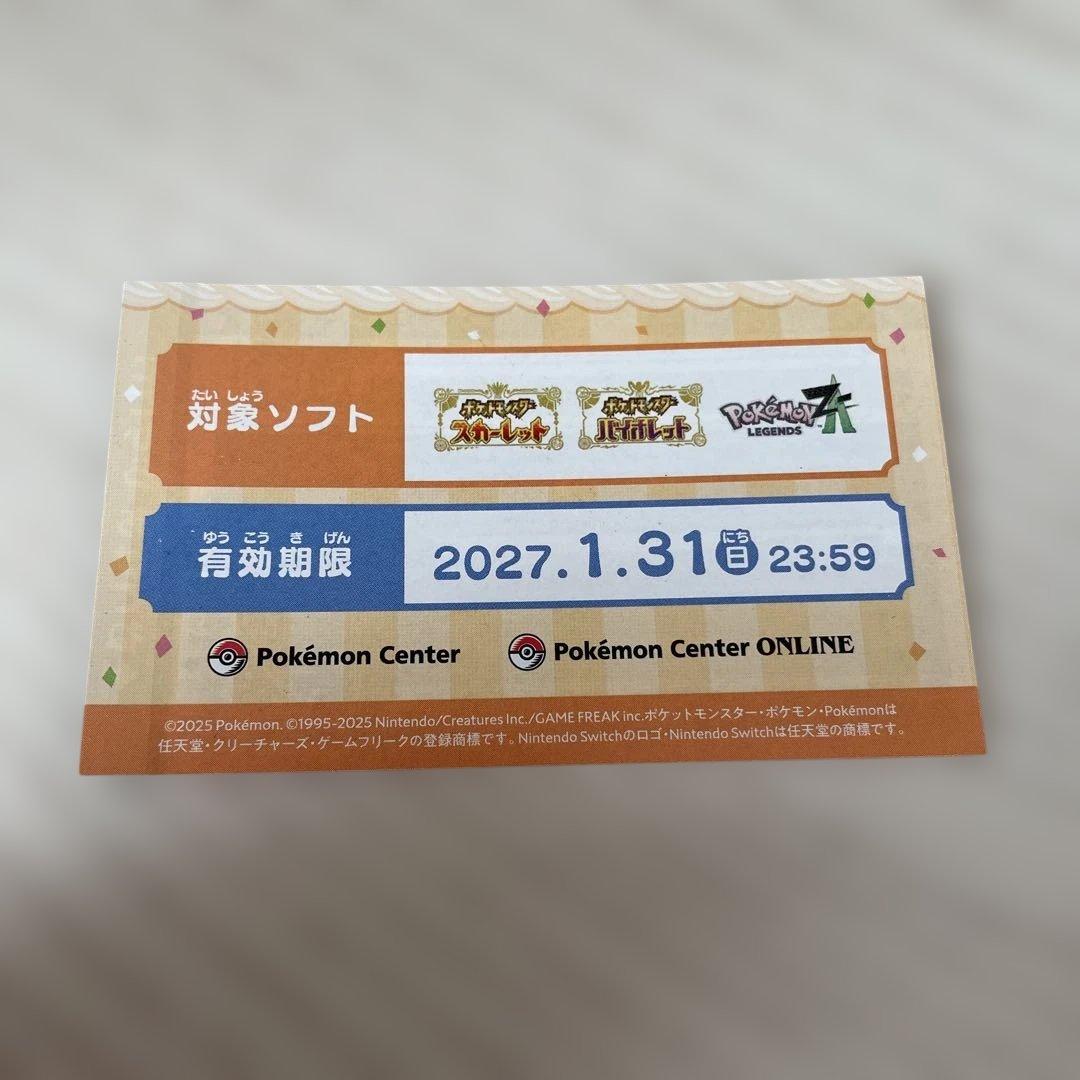 たいしょう
対象ソフト
ポケットモンスター
スカーレット
ポケットモンスター
バイオレット
POKéMON
LEGENDS
ZA
ゆうこうきげん
有効期限
2027.1.31日 23:59
にち
Pokémon Center
Pokémon Center ONLINE
©2025 Pokémon. ©1995-2025 Nintendo/Creatures Inc./GAME FREAK inc.ポケットモンスター・ポケモン・Pokémonは
任天堂・クリーチャーズ・ゲームフリークの登録商標です。Nintendo Switchのロゴ・Nintendo Switchは任天堂の商標です。